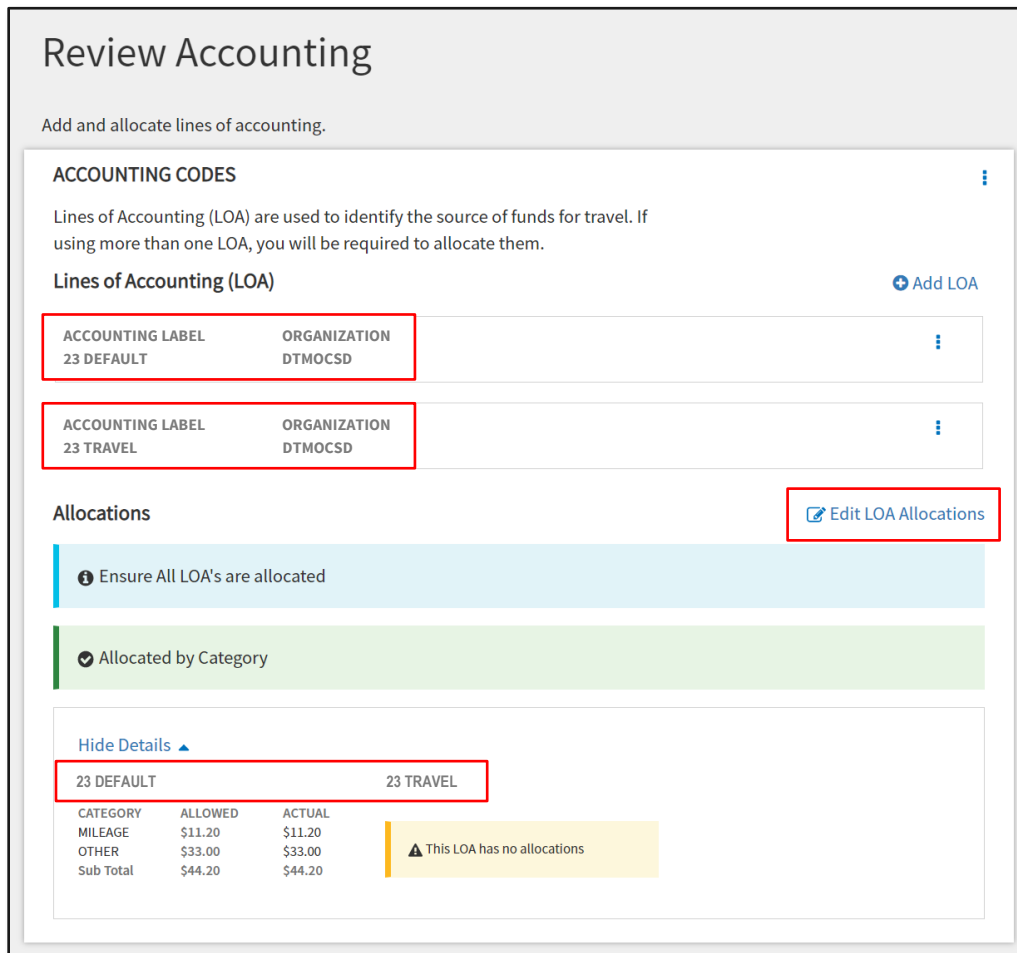 Review Accounting
Add and allocate lines of accounting.
ACCOUNTING CODES
Lines of Accounting (LOA) are used to identify the source of funds for travel. If
using more than one LOA, you will be required to allocate them.
Lines of Accounting (LOA)
Add LOA
ACCOUNTING LABEL ORGANIZATION
23 DEFAULT DTMOCSD
ACCOUNTING LABEL ORGANIZATION
23 TRAVEL DTMOCSD
Allocations
Edit LOA Allocations
Ensure All LOA's are allocated
Allocated by Category
Hide Details
23 DEFAULT 23 TRAVEL
CATEGORY ALLOWED ACTUAL
MILEAGE $11.20 $11.20
OTHER $33.00 $33.00
Sub Total $44.20 $44.20
This LOA has no allocations